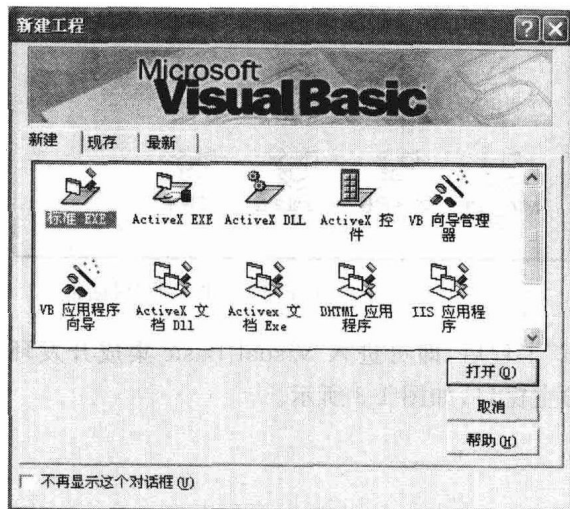 新建工程
Microsoft
Visual Basic
新建 现存 最新
标准 EXE
ActiveX EXE
ActiveX DLL
ActiveX 控
件
VB 向导管理
器
VB 应用程序
向导
ActiveX 文
档 Dll
Activex 文
档 Exe
DHTML 应用
程序
IIS 应用程
序
打开(O)
取消
帮助(H)
不再显示这个对话框(U)